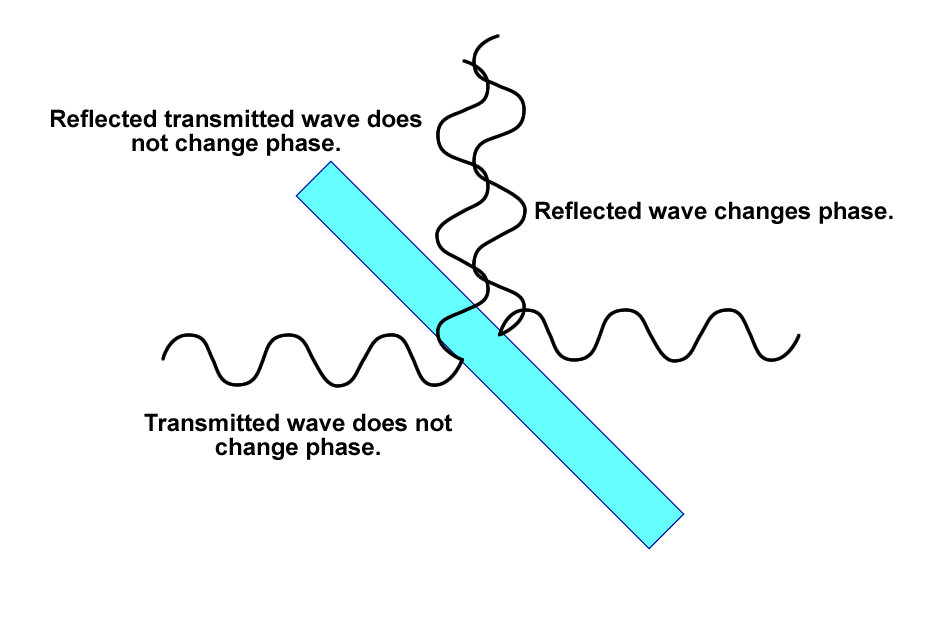 Reflected transmitted wave does
not change phase.
Reflected wave changes phase.
Transmitted wave does not
change phase.